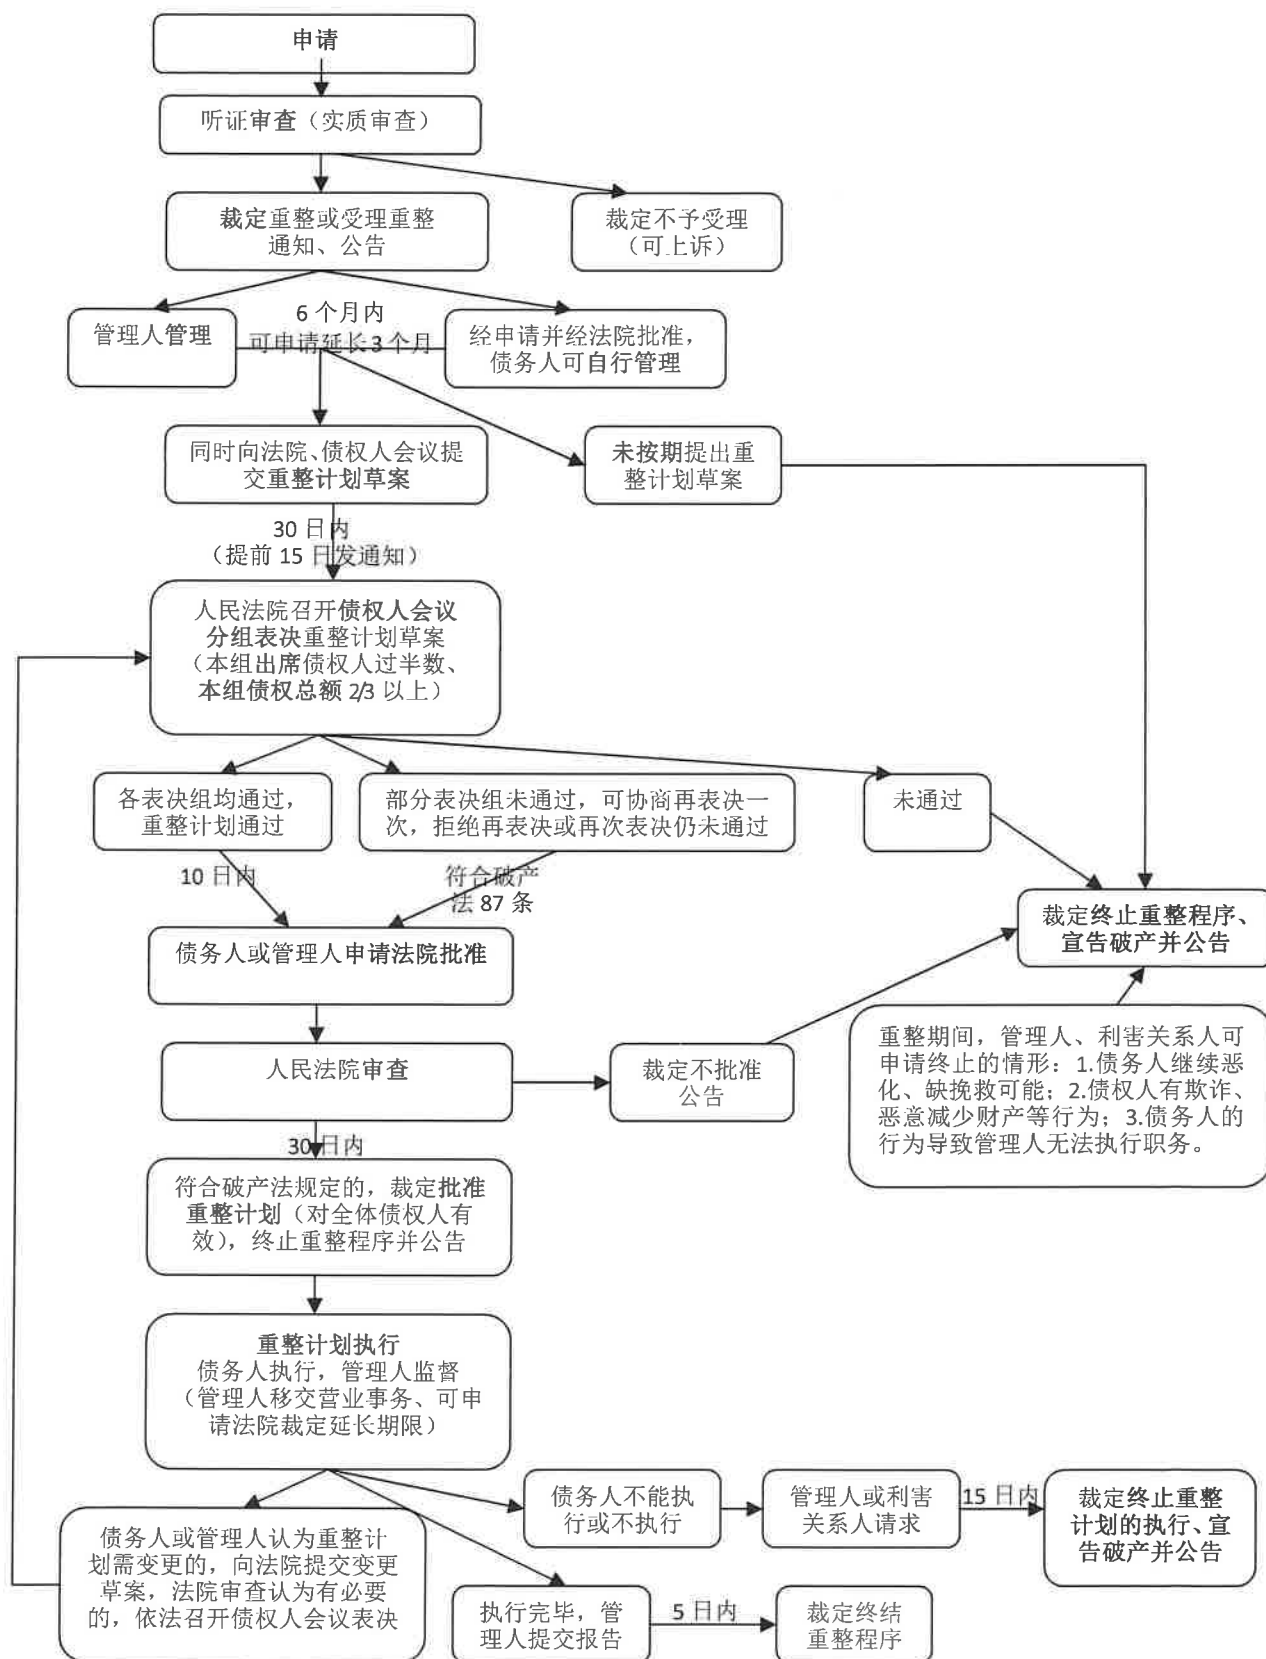 申请
听证审查（实质审查）
裁定重整或受理重整
通知、公告
裁定不予受理
（可上诉）
管理人管理
6 个月内
可申请延长 3 个月
经申请并经法院批准，
债务人可自行管理
同时向法院、债权人会议提
交重整计划草案
未按期提出重
整计划草案
30 日内
（提前 15 日发通知）
人民法院召开债权人会议
分组表决重整计划草案
（本组出席债权人过半数、
本组债权总额 2/3 以上）
各表决组均通过，
重整计划通过
部分表决组未通过，可协商再表决一
次，拒绝再表决或再次表决仍未通过
未通过
10 日内
符合破产
法 87 条
裁定终止重整程序、
宣告破产并公告
债务人或管理人申请法院批准
重整期间，管理人、利害关系人可
申请终止的情形：1.债务人继续恶
化、缺挽救可能；2.债权人有欺诈、
恶意减少财产等行为；3.债务人的
行为导致管理人无法执行职务。
人民法院审查
裁定不批准
公告
30 日内
符合破产法规定的，裁定批准
重整计划（对全体债权人有
效），终止重整程序并公告
重整计划执行
债务人执行，管理人监督
（管理人移交营业事务、可申
请法院裁定延长期限）
债务人不能执
行或不执行
管理人或利害
关系人请求
15 日内
裁定终止重整
计划的执行、宣
告破产并公告
债务人或管理人认为重整计
划需变更的，向法院提交变更
草案，法院审查认为有必要
的，依法召开债权人会议表决
执行完毕，管
理人提交报告
5 日内
裁定终结
重整程序